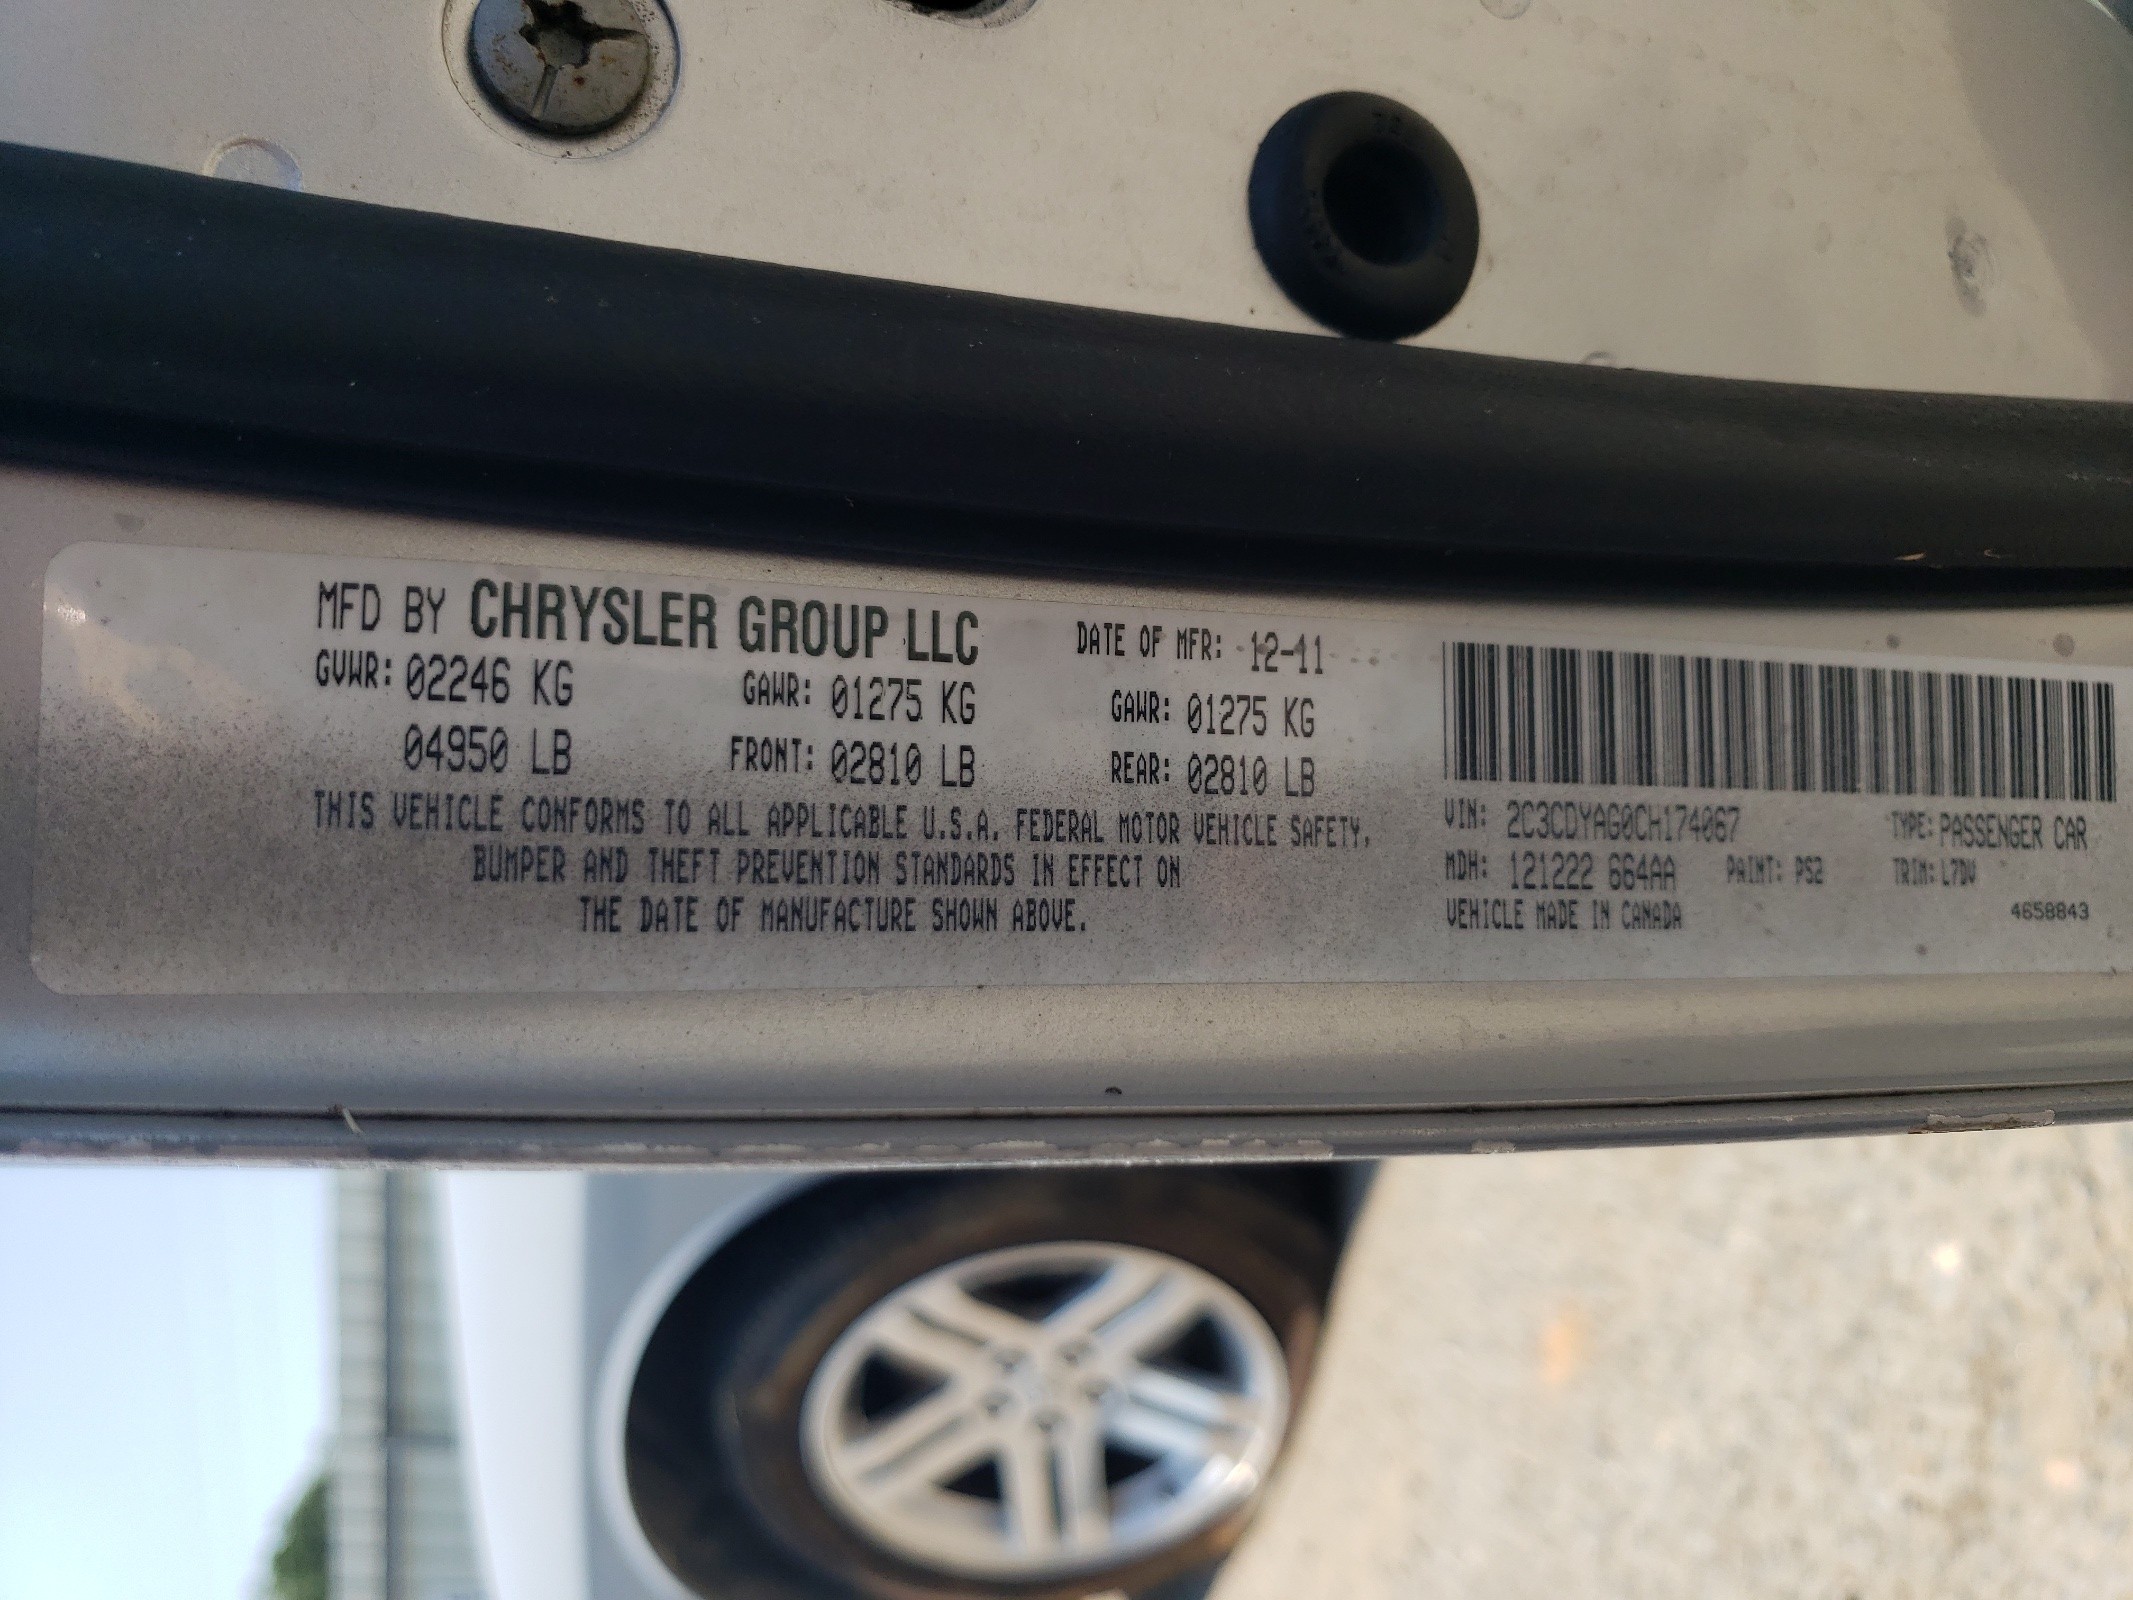 MFD BY CHRYSLER GROUP LLC DATE OF MFR: 12-11
GVWR: 02246 KG GAWR: 01275 KG GAWR: 01275 KG
04950 LB FRONT: 02810 LB REAR: 02810 LB
THIS VEHICLE CONFORMS TO ALL APPLICABLE U.S.A. FEDERAL MOTOR VEHICLE SAFETY,
BUMPER AND THEFT PREVENTION STANDARDS IN EFFECT ON
THE DATE OF MANUFACTURE SHOWN ABOVE.
VIN: 2C3CDYAG0CH174067 TYPE: PASSENGER CAR
MDH: 121222 664AA PAINT: PS2 TRIM: L7DV
VEHICLE MADE IN CANADA 4658843